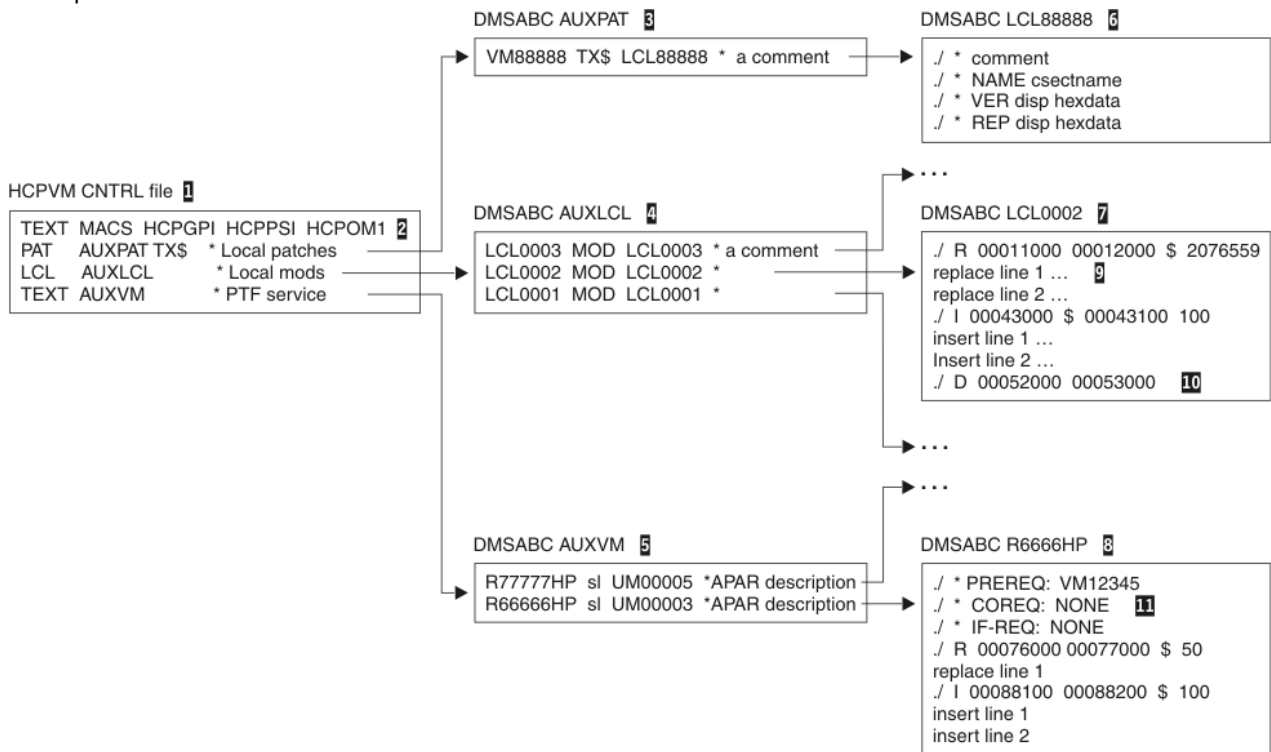 DMSABC AUXPAT 3
VM88888 TX$ LCL88888 * a comment
DMSABC LCL88888 6
./ * comment
./ * NAME csectname
./ * VER disp hexdata
./ * REP disp hexdata
HCPVM CNTRL file 1
TEXT MACS HCPGPI HCPPSI HCPOM1 2
PAT AUXPAT TX$ * Local patches
LCL AUXLCL * Local mods
TEXT AUXVM * PTF service
DMSABC AUXLCL 4
LCL0003 MOD LCL0003 * a comment
LCL0002 MOD LCL0002 *
LCL0001 MOD LCL0001 *
...
DMSABC LCL0002 7
./ R 00011000 00012000 $ 2076559
replace line 1 ... 9
replace line 2 ...
./ I 00043000 $ 00043100 100
insert line 1 ...
Insert line 2 ...
./ D 00052000 00053000 10
...
...
DMSABC AUXVM 5
R77777HP sl UM00005 *APAR description
R66666HP sl UM00003 *APAR description
DMSABC R6666HP 8
./ * PREREQ: VM12345
./ * COREQ: NONE 11
./ * IF-REQ: NONE
./ R 00076000 00077000 $ 50
replace line 1
./ I 00088100 00088200 $ 100
insert line 1
insert line 2